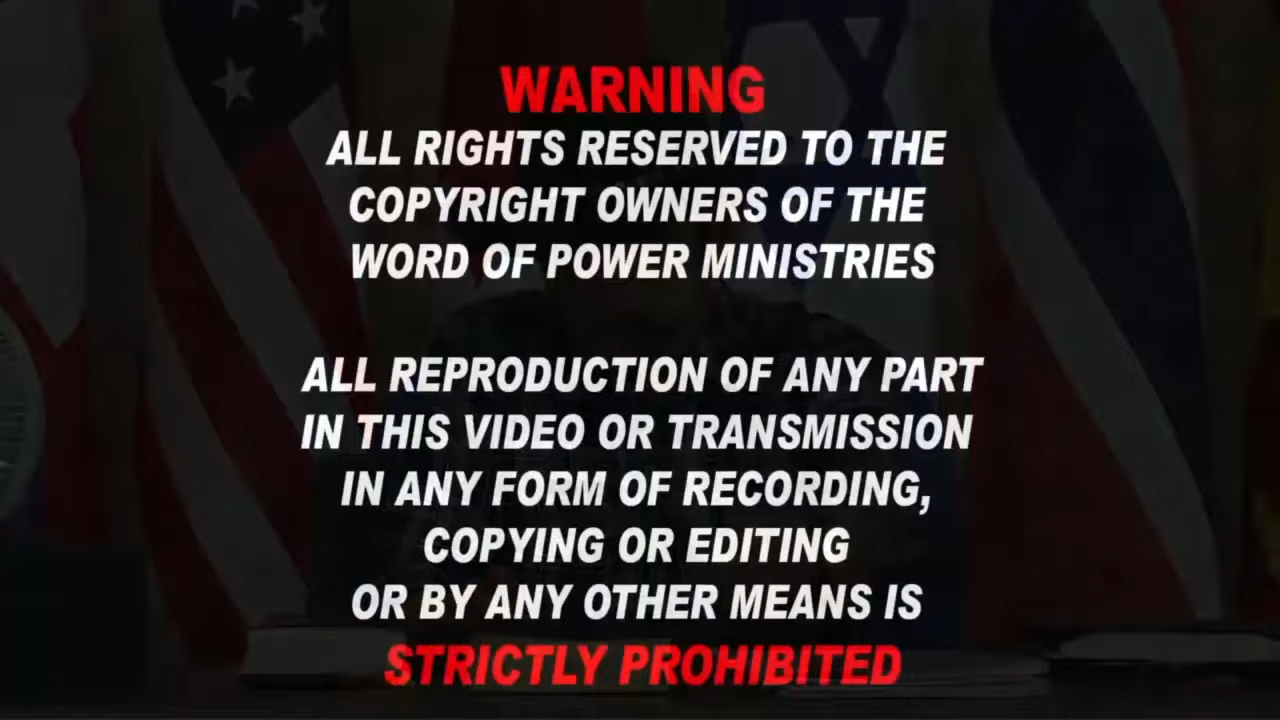 WARNING
ALL RIGHTS RESERVED TO THE
COPYRIGHT OWNERS OF THE
WORD OF POWER MINISTRIES
ALL REPRODUCTION OF ANY PART
IN THIS VIDEO OR TRANSMISSION
IN ANY FORM OF RECORDING,
COPYING OR EDITING
OR BY ANY OTHER MEANS IS
STRICTLY PROHIBITED